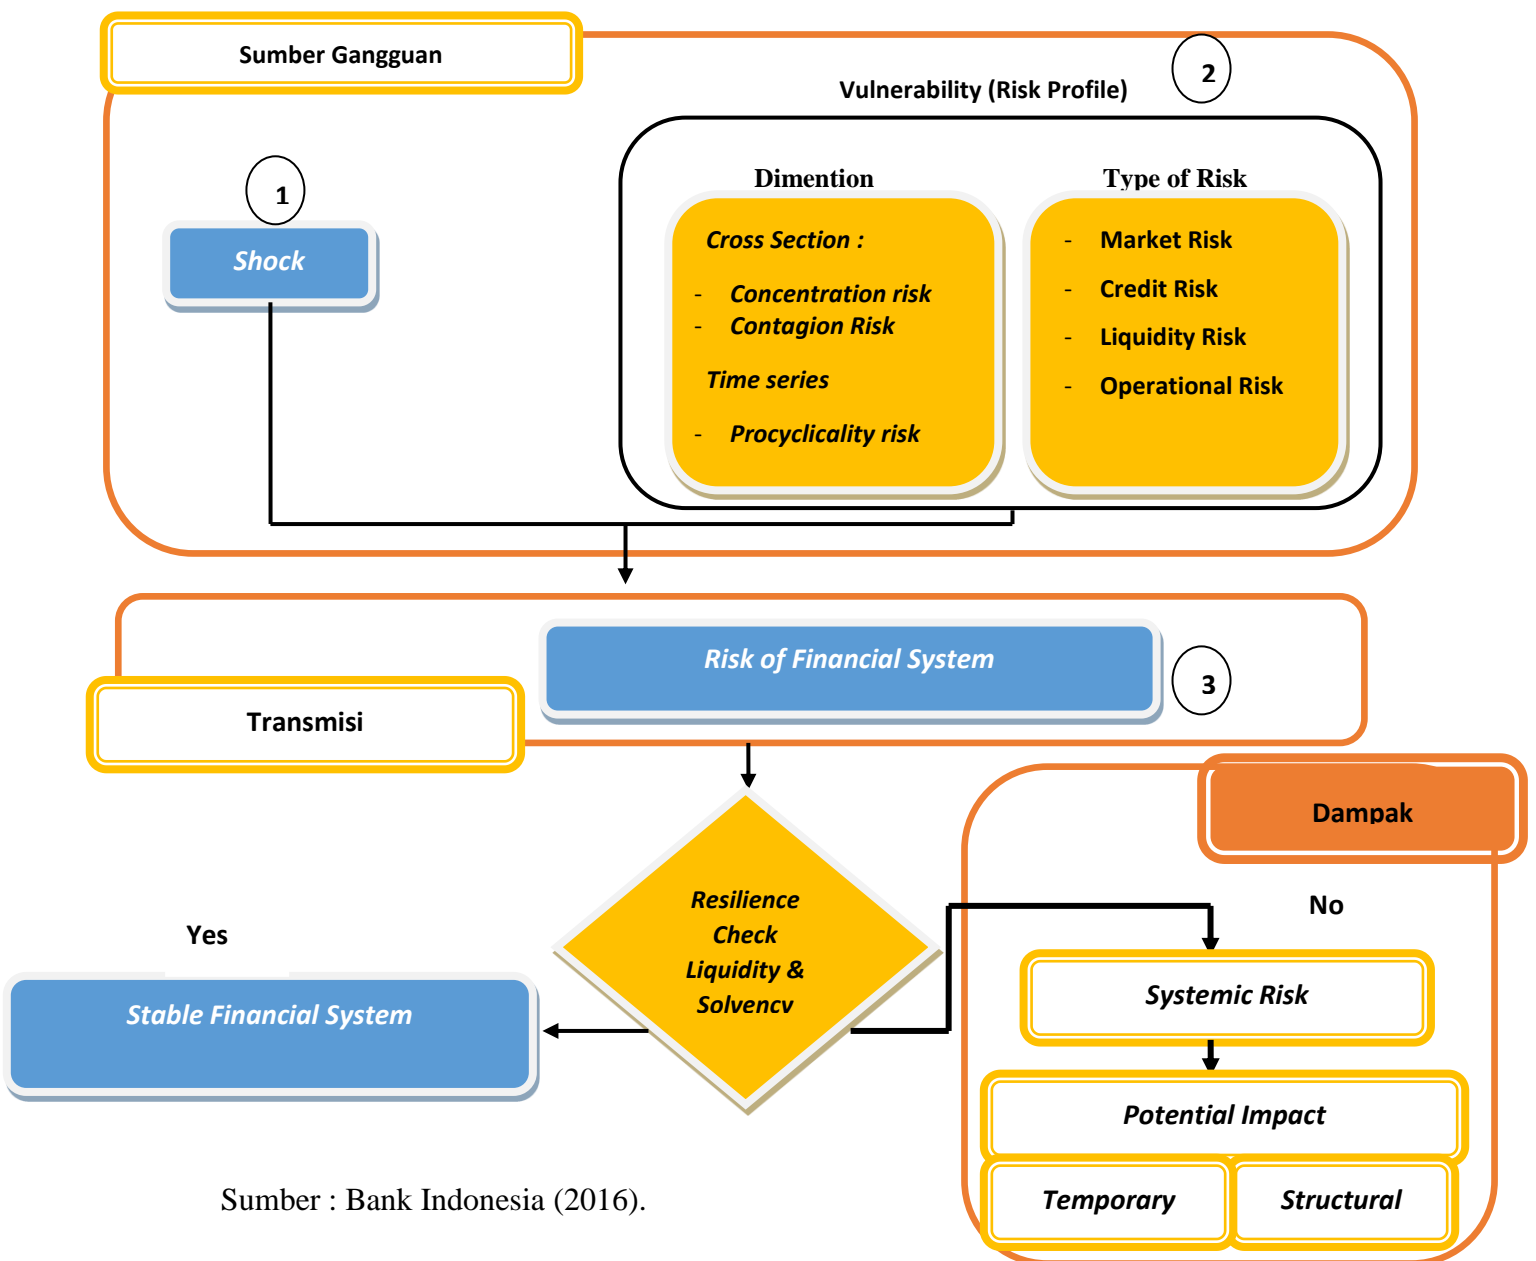 Sumber Gangguan
2
Vulnerability (Risk Profile)
1
Shock
Dimention
Cross Section :
- Concentration risk
- Contagion Risk
Time series
- Procyclicality risk
Type of Risk
- Market Risk
- Credit Risk
- Liquidity Risk
- Operational Risk
Risk of Financial System
3
Transmisi
Dampak
Resilience
Check
Liquidity &
Solvency
Yes
Stable Financial System
No
Systemic Risk
Potential Impact
Temporary
Structural
Sumber : Bank Indonesia (2016).